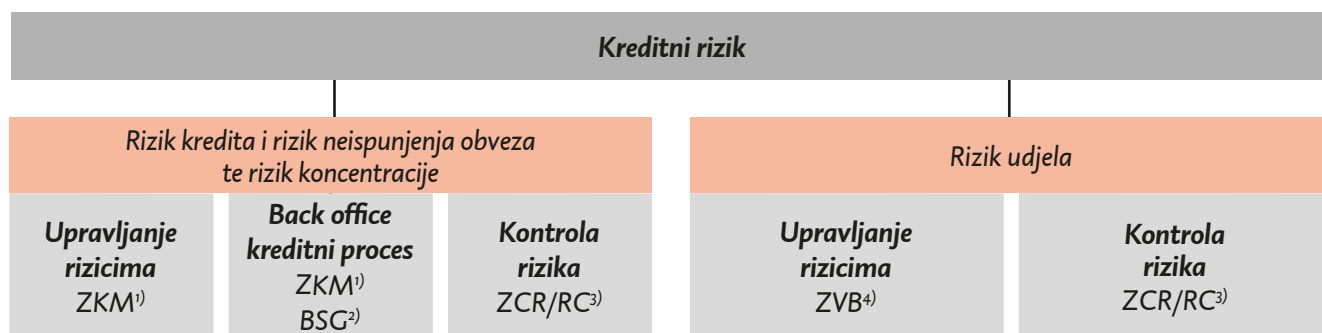 Kreditni rizik
Rizik kredita i rizik neispunjenja obveza
te rizik koncentracije
Rizik udjela
Upravljanje
rizicima
ZKM¹⁾
Back office
kreditni proces
ZKM¹⁾
BSG²⁾
Kontrola
rizika
ZCR/RC³⁾
Upravljanje
rizicima
ZVB⁴⁾
Kontrola
rizika
ZCR/RC³⁾